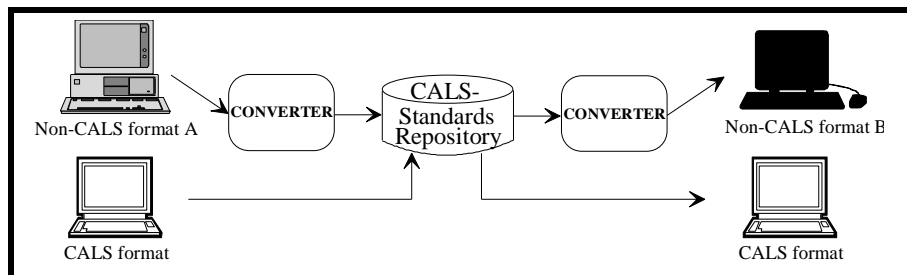 CALS-
Standards
Repository
CONVERTER
CONVERTER
Non-CALS format A
Non-CALS format B
CALS format
CALS format